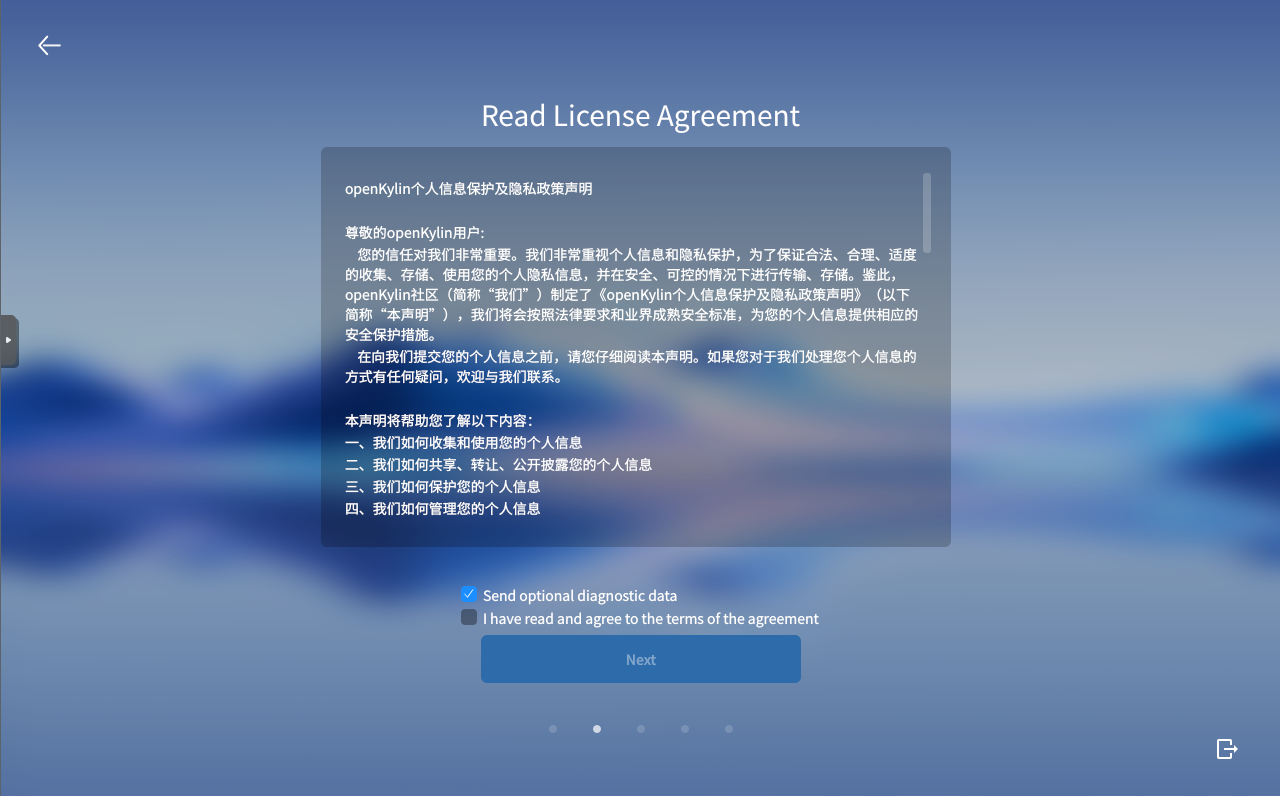 Read License Agreement
openKylin个人信息保护及隐私政策声明
尊敬的openKylin用户:
您的信任对我们非常重要。我们非常重视个人信息和隐私保护，为了保证合法、合理、适度
的收集、存储、使用您的个人隐私信息，并在安全、可控的情况下进行传输、存储。鉴此，
openKylin社区（简称“我们”）制定了《openKylin个人信息保护及隐私政策声明》（以下
简称“本声明”），我们将会按照法律要求和业界成熟安全标准，为您的个人信息提供相应的
安全保护措施。
在向我们提交您的个人信息之前，请您仔细阅读本声明。如果您对于我们处理您个人信息的
方式有任何疑问，欢迎与我们联系。
本声明将帮助您了解以下内容：
一、我们如何收集和使用您的个人信息
二、我们如何共享、转让、公开披露您的个人信息
三、我们如何保护您的个人信息
四、我们如何管理您的个人信息
Send optional diagnostic data
I have read and agree to the terms of the agreement
Next